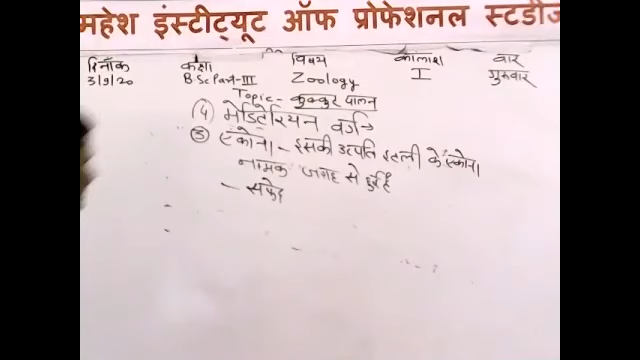 महेश इंस्टीट्यूट ऑफ प्रोफेशनल स्टडीज
दिनाँक कक्षा विषय कालांश वार
3/9/20 B.Sc Part-III Zoology I गुरुवार
Topic - कुक्कुट पालन
(4) मेडिटेरियन वर्ग →
(3) एंकोना - इसकी उत्पति इटली के एंकोना
नामक जगह से हुई है
- सफेद